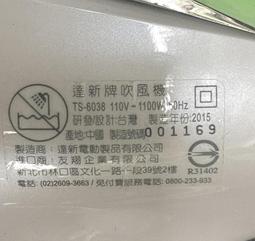 達新牌吹風機
TS-6038 110V~1100W 60Hz
研發/設計:台灣 製造年份:2015
產地:中國 製造號碼:
001169
製造商:達新電動製品有限公司
進口商:友翔企業有限公司
新北市林口區文化一路一段39號2樓
電話:(02)2609-3663/免付費服務電話:0800-233-933
R31402